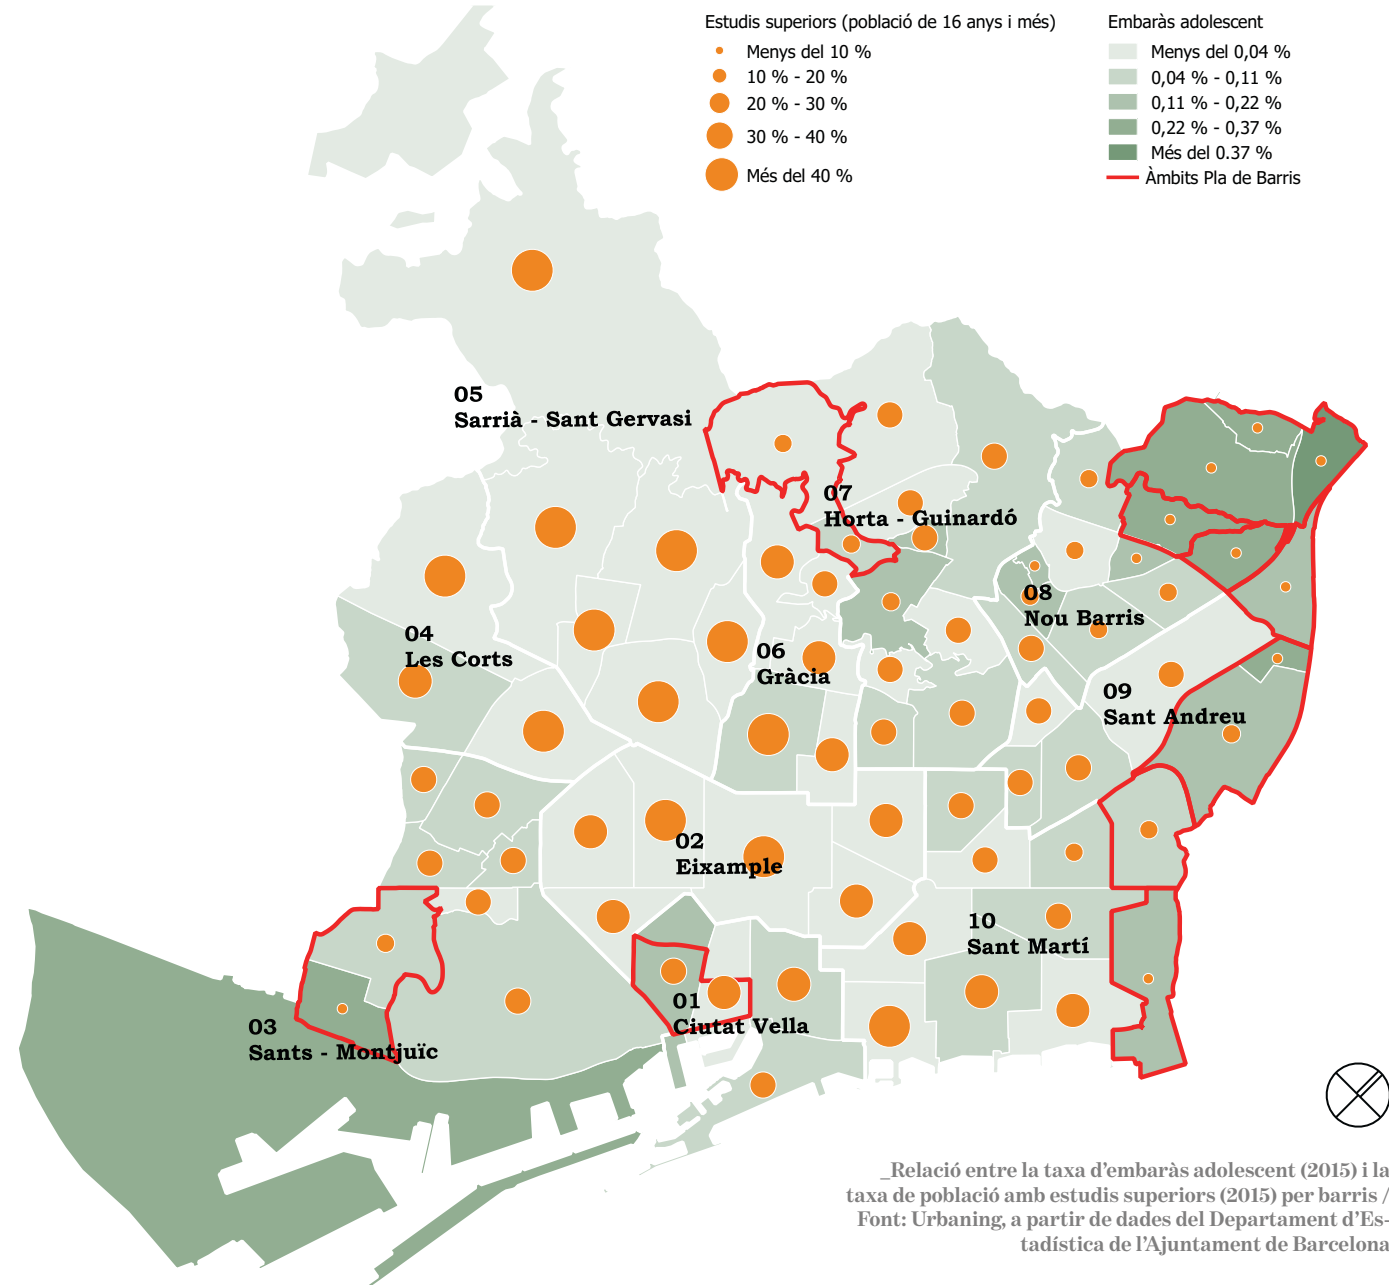 Estudis superiors (població de 16 anys i més)
Menys del 10 %
10 % - 20 %
20 % - 30 %
30 % - 40 %
Més del 40 %
Embaràs adolescent
Menys del 0,04 %
0,04 % - 0,11 %
0,11 % - 0,22 %
0,22 % - 0,37 %
Més del 0.37 %
Àmbits Pla de Barris
05
Sarrià - Sant Gervasi
07
Horta - Guinardó
04
Les Corts
06
Gràcia
08
Nou Barris
09
Sant Andreu
02
Eixample
10
Sant Martí
01
Ciutat Vella
03
Sants - Montjuïc
_Relació entre la taxa d'embaràs adolescent (2015) i la
taxa de població amb estudis superiors (2015) per barris /
Font: Urbaning, a partir de dades del Departament d'Es-
tadística de l'Ajuntament de Barcelona